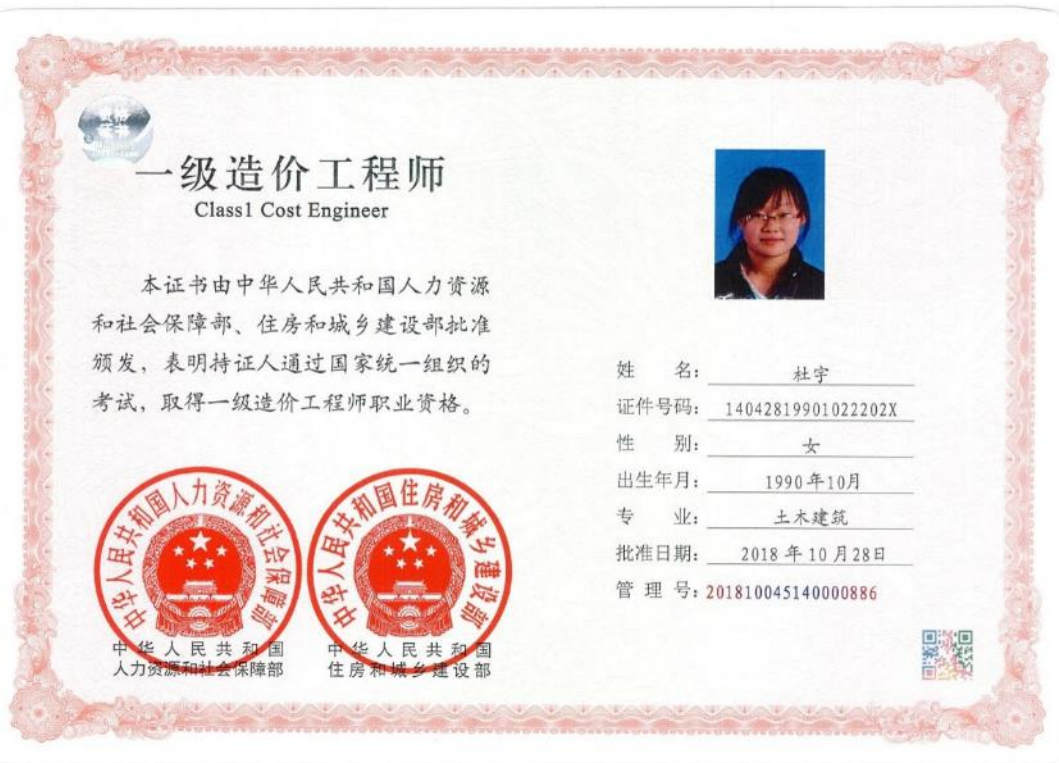 一级造价工程师
Class1 Cost Engineer
本证书由中华人民共和国人力资源
和社会保障部、住房和城乡建设部批准
颁发，表明持证人通过国家统一组织的
考试，取得一级造价工程师职业资格。
中华人民共和国人力资源和社会保障部
中华人民共和国住房和城乡建设部
中华人民共和国
人力资源和社会保障部
中华人民共和国
住房和城乡建设部
姓 名：杜宇
证件号码：14042819901022202X
性 别：女
出生年月：1990年10月
专 业：土木建筑
批准日期：2018年10月28日
管 理 号：201810045140000886